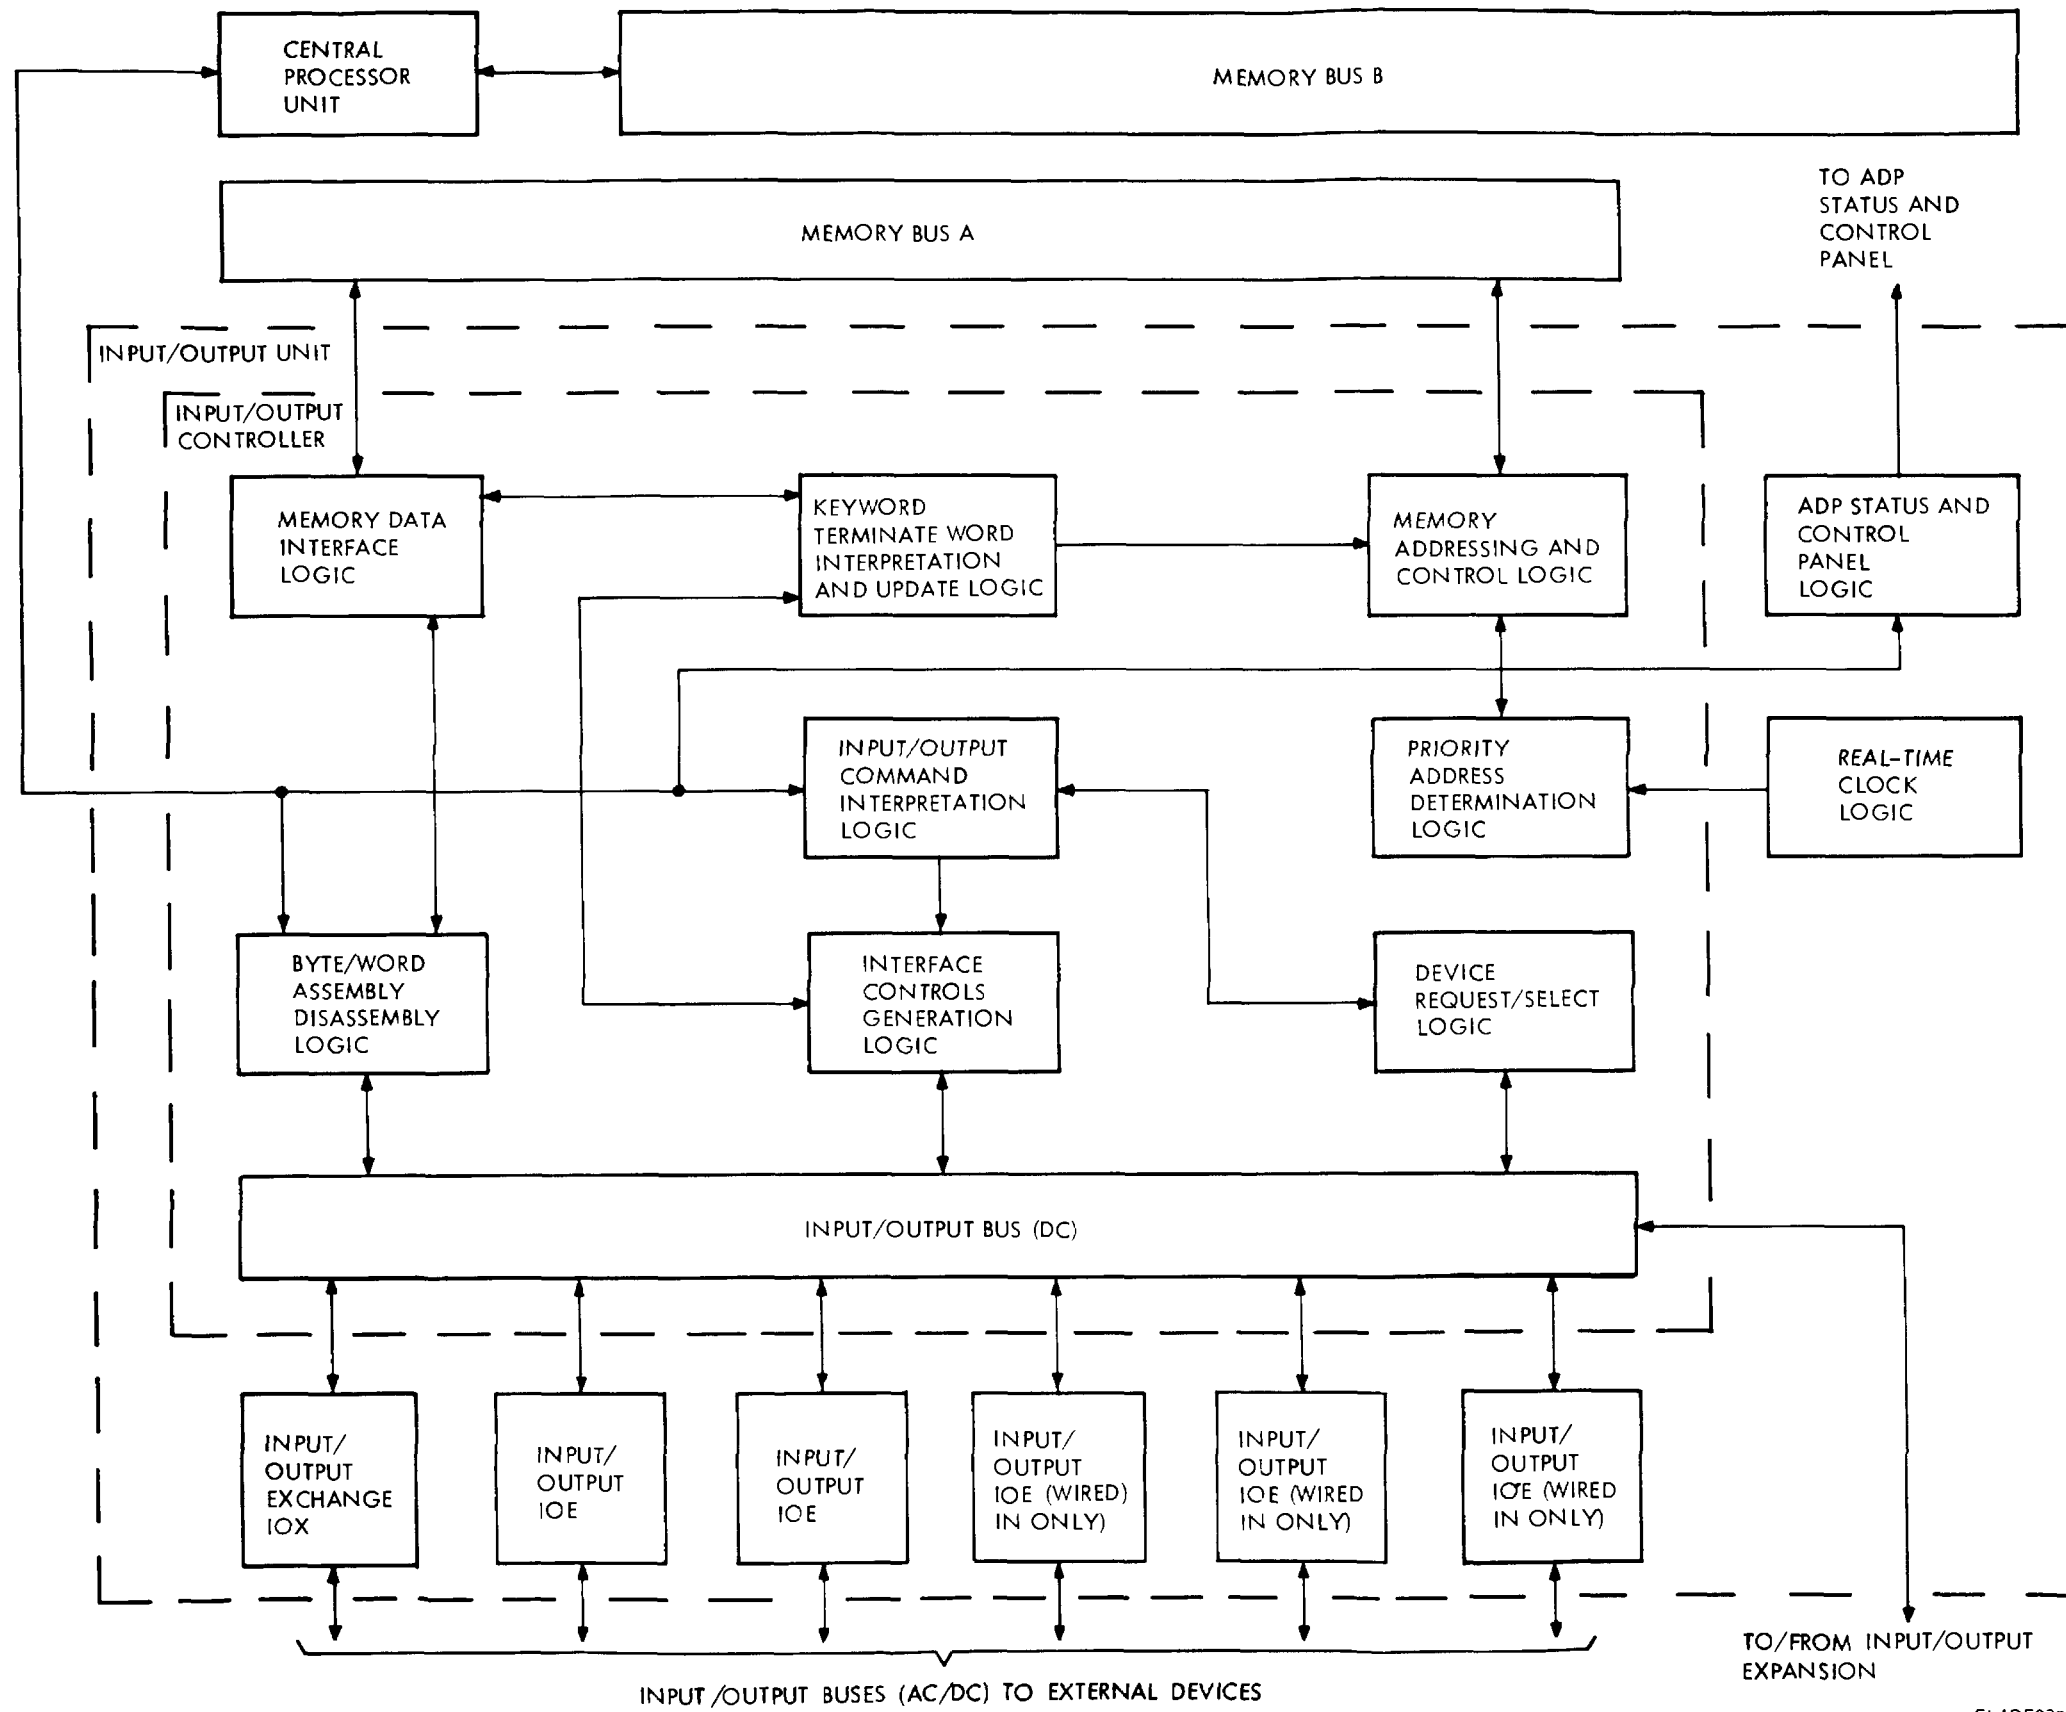 CENTRAL
PROCESSOR
UNIT
MEMORY BUS B
MEMORY BUS A
TO ADP
STATUS AND
CONTROL
PANEL
INPUT/OUTPUT UNIT
INPUT/OUTPUT
CONTROLLER
MEMORY DATA
INTERFACE
LOGIC
KEYWORD
TERMINATE WORD
INTERPRETATION
AND UPDATE LOGIC
MEMORY
ADDRESSING AND
CONTROL LOGIC
ADP STATUS AND
CONTROL
PANEL
LOGIC
INPUT/OUTPUT
COMMAND
INTERPRETATION
LOGIC
PRIORITY
ADDRESS
DETERMINATION
LOGIC
REAL-TIME
CLOCK
LOGIC
BYTE/WORD
ASSEMBLY
DISASSEMBLY
LOGIC
INTERFACE
CONTROLS
GENERATION
LOGIC
DEVICE
REQUEST/SELECT
LOGIC
INPUT/OUTPUT BUS (DC)
INPUT/
OUTPUT
EXCHANGE
IOX
INPUT/
OUTPUT
IOE
INPUT/
OUTPUT
IOE
INPUT/
OUTPUT
IOE (WIRED)
IN ONLY)
INPUT/
OUTPUT
IOE (WIRED
IN ONLY)
INPUT/
OUTPUT
IOE (WIRED
IN ONLY)
TO/FROM INPUT/OUTPUT
EXPANSION
INPUT/OUTPUT BUSES (AC/DC) TO EXTERNAL DEVICES